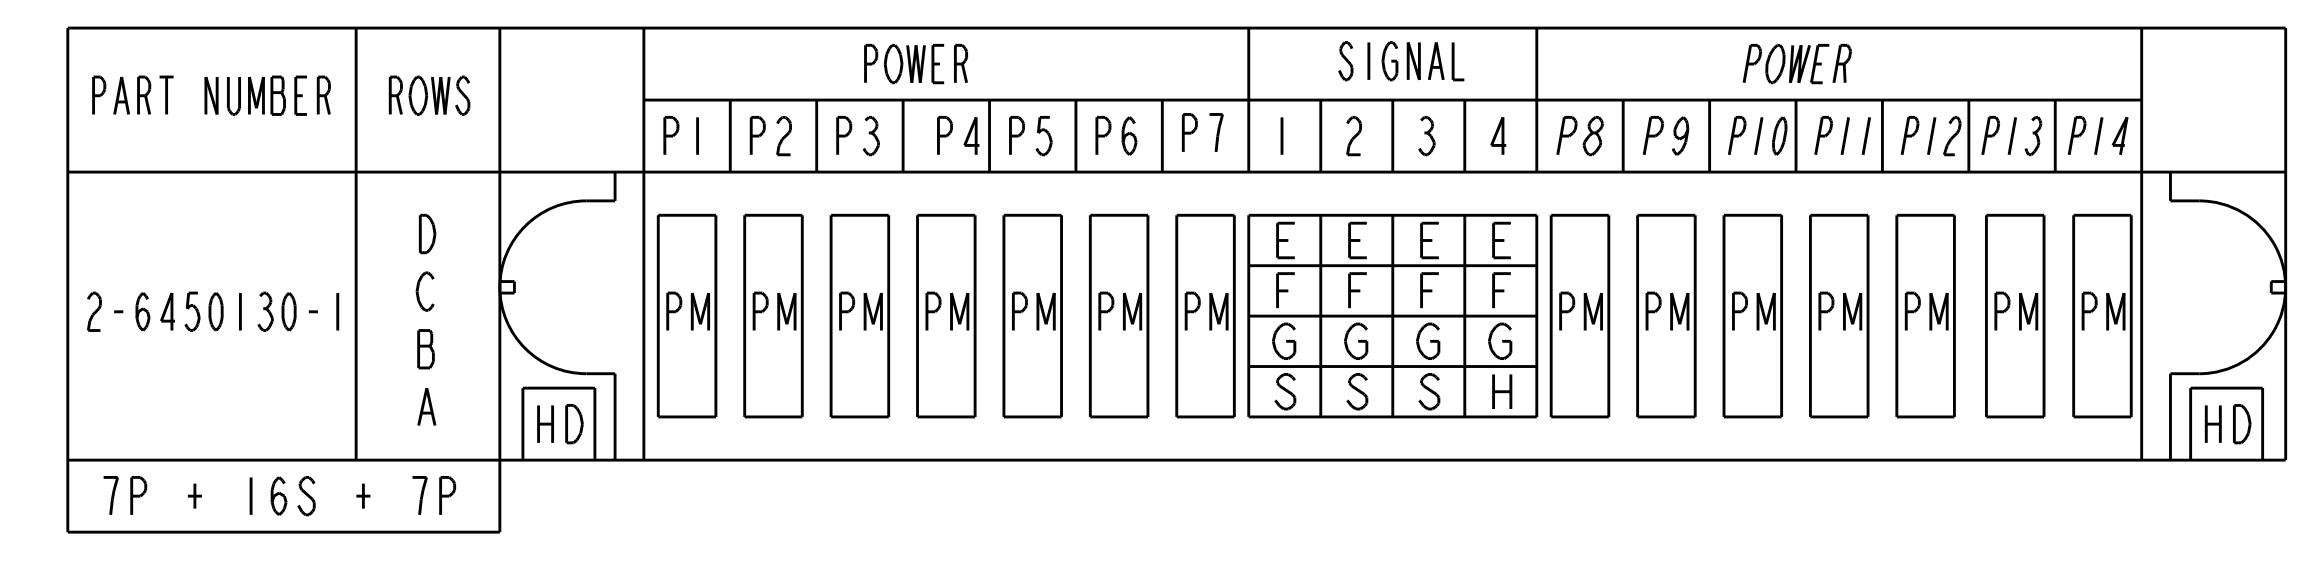 PART NUMBER ROWS POWER SIGNAL POWER
P1 P2 P3 P4 P5 P6 P7 1 2 3 4 P8 P9 P10 P11 P12 P13 P14
D E E E E
C F F F F
2-6450130-1 PM PM PM PM PM PM PM PM PM PM PM PM PM PM
B G G G G
A S S S H
HD HD
7P + 16S + 7P